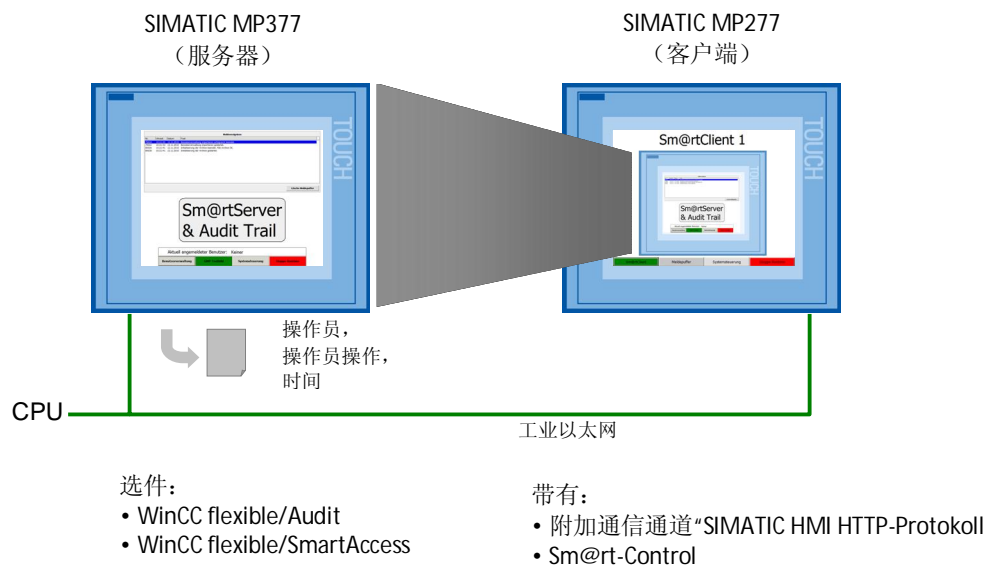 SIMATIC MP377
（服务器）
SIMATIC MP277
（客户端）
TOUCH
Sm@rtServer
& Audit Trail
Aktuell angemeldeter Benutzer: Keiner
Sm@rtClient 1
TOUCH
TOUCH
Sm@rtServer
& Audit Trail
Meldepuffer
Systemsteuerung
操作员，
操作员操作，
时间
CPU
工业以太网
选件：
• WinCC flexible/Audit
• WinCC flexible/SmartAccess
带有：
• 附加通信通道“SIMATIC HMI HTTP-Protokoll
• Sm@rt-Control